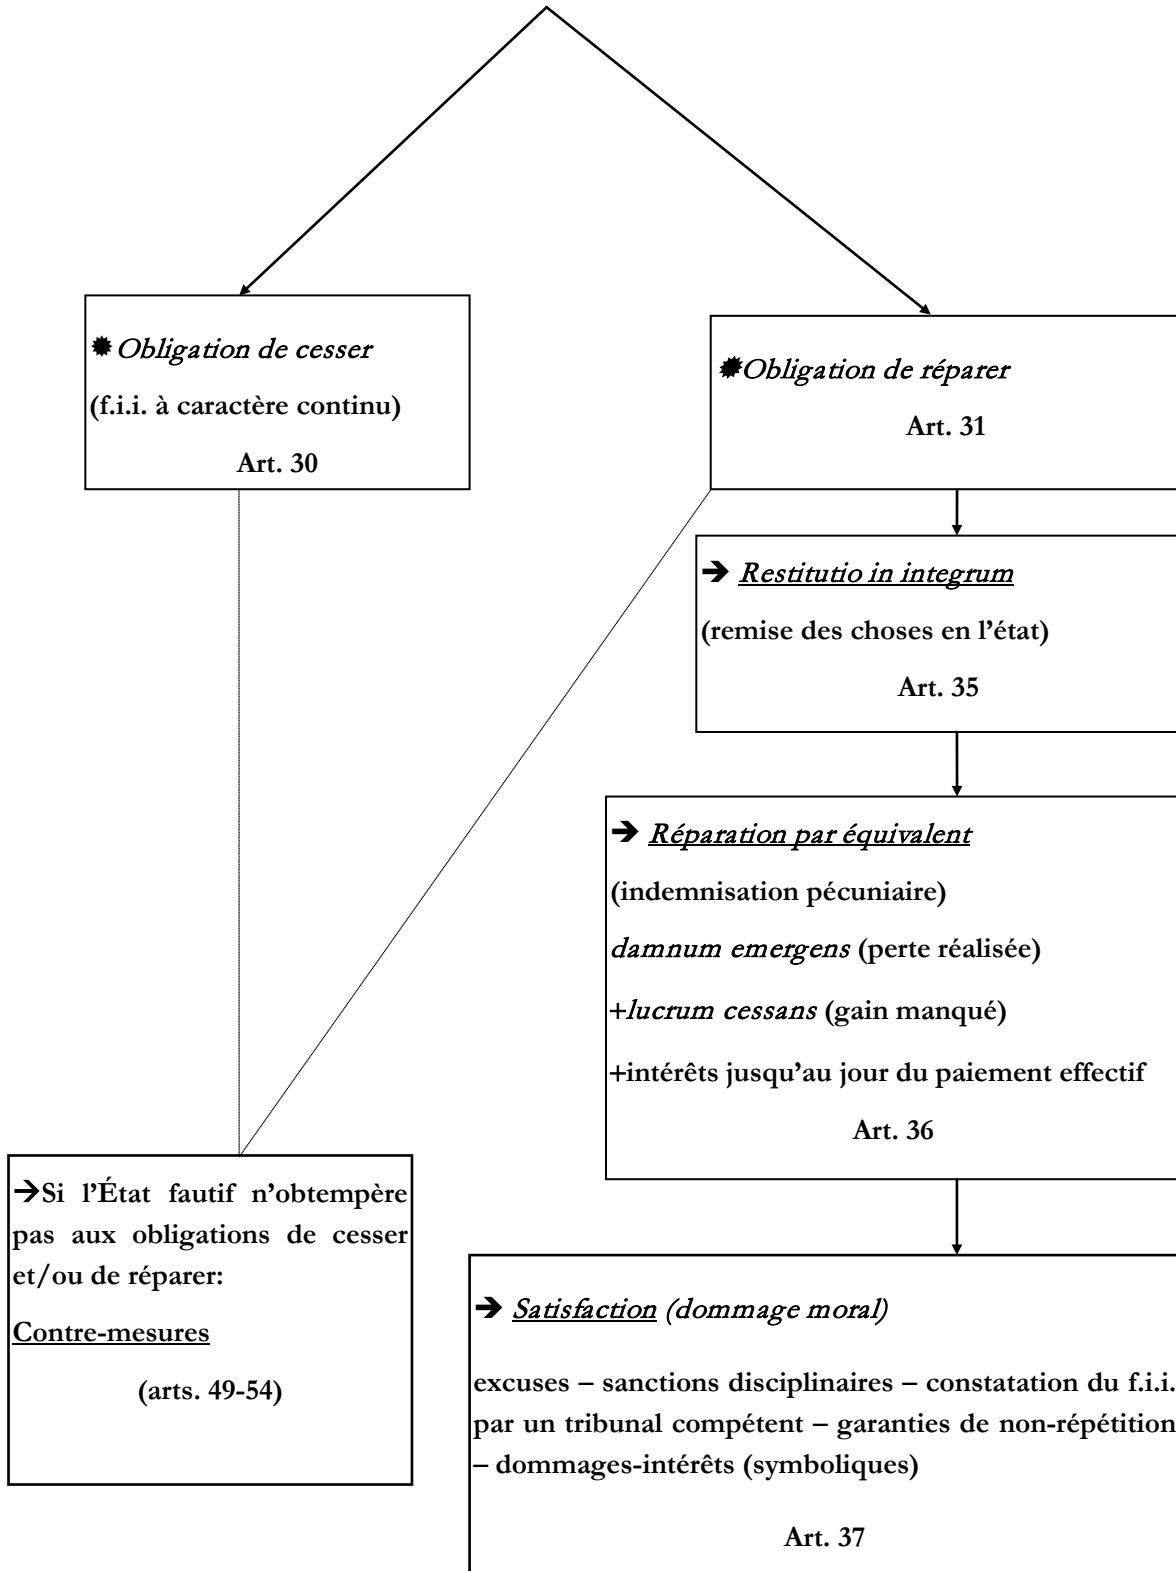 ✹Obligation de cesser
(f.i.i. à caractère continu)
Art. 30
✹Obligation de réparer
Art. 31
➔ Restitutio in integrum
(remise des choses en l’état)
Art. 35
➔ Réparation par équivalent
(indemnisation pécuniaire)
damnum emergens (perte réalisée)
+lucrum cessans (gain manqué)
+intérêts jusqu’au jour du paiement effectif
Art. 36
➔Si l’État fautif n’obtempère
pas aux obligations de cesser
et/ou de réparer:
Contre-mesures
(arts. 49-54)
➔ Satisfaction (dommage moral)
excuses – sanctions disciplinaires – constatation du f.i.i.
par un tribunal compétent – garanties de non-répétition
– dommages-intérêts (symboliques)
Art. 37